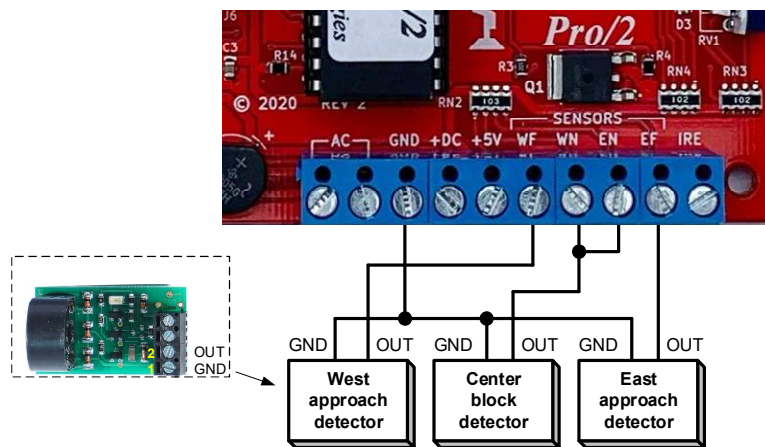 J6
C3
R14
/2
ies
Pro/2
D3
RV1
R3
Q1
R4
RN4
RN3
© 2020
REV 2
RN2
103
102
102
SENSORS
AC GND +DC +5V WF WN EN EF IRE
2 OUT
1 GND
GND OUT GND OUT GND OUT
West
approach
detector
Center
block
detector
East
approach
detector